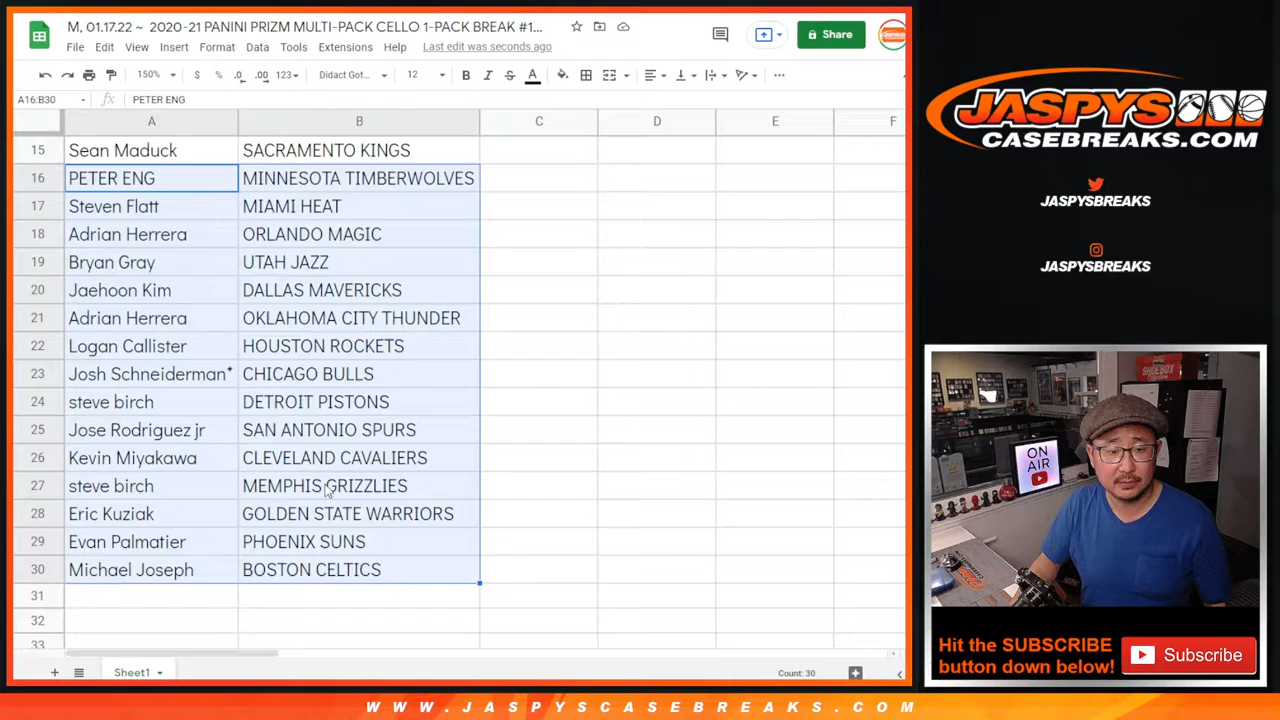 M, 01.17.22 ~ 2020-21 PANINI PRIZM MULTI-PACK CELLO 1-PACK BREAK #1...
File Edit View Insert Format Data Tools Extensions Help Last edit was seconds ago
Share
150% $ % .0 .00 123 Didact Got... 12 B I S A
A16:B30 fx PETER ENG
A B C D E F
15 Sean Maduck SACRAMENTO KINGS
16 PETER ENG MINNESOTA TIMBERWOLVES
17 Steven Flatt MIAMI HEAT
18 Adrian Herrera ORLANDO MAGIC
19 Bryan Gray UTAH JAZZ
20 Jaehoon Kim DALLAS MAVERICKS
21 Adrian Herrera OKLAHOMA CITY THUNDER
22 Logan Callister HOUSTON ROCKETS
23 Josh Schneiderman* CHICAGO BULLS
24 steve birch DETROIT PISTONS
25 Jose Rodriguez jr SAN ANTONIO SPURS
26 Kevin Miyakawa CLEVELAND CAVALIERS
27 steve birch MEMPHIS GRIZZLIES
28 Eric Kuziak GOLDEN STATE WARRIORS
29 Evan Palmatier PHOENIX SUNS
30 Michael Joseph BOSTON CELTICS
31
32
33
+ Sheet1 Count: 30
JASPYS
CASEBREAKS.COM
JASPYSBREAKS
JASPYSBREAKS
SHOEBOX
ON
AIR
Hit the SUBSCRIBE
button down below!
Subscribe
WWW.JASPYSCASEBREAKS.COM